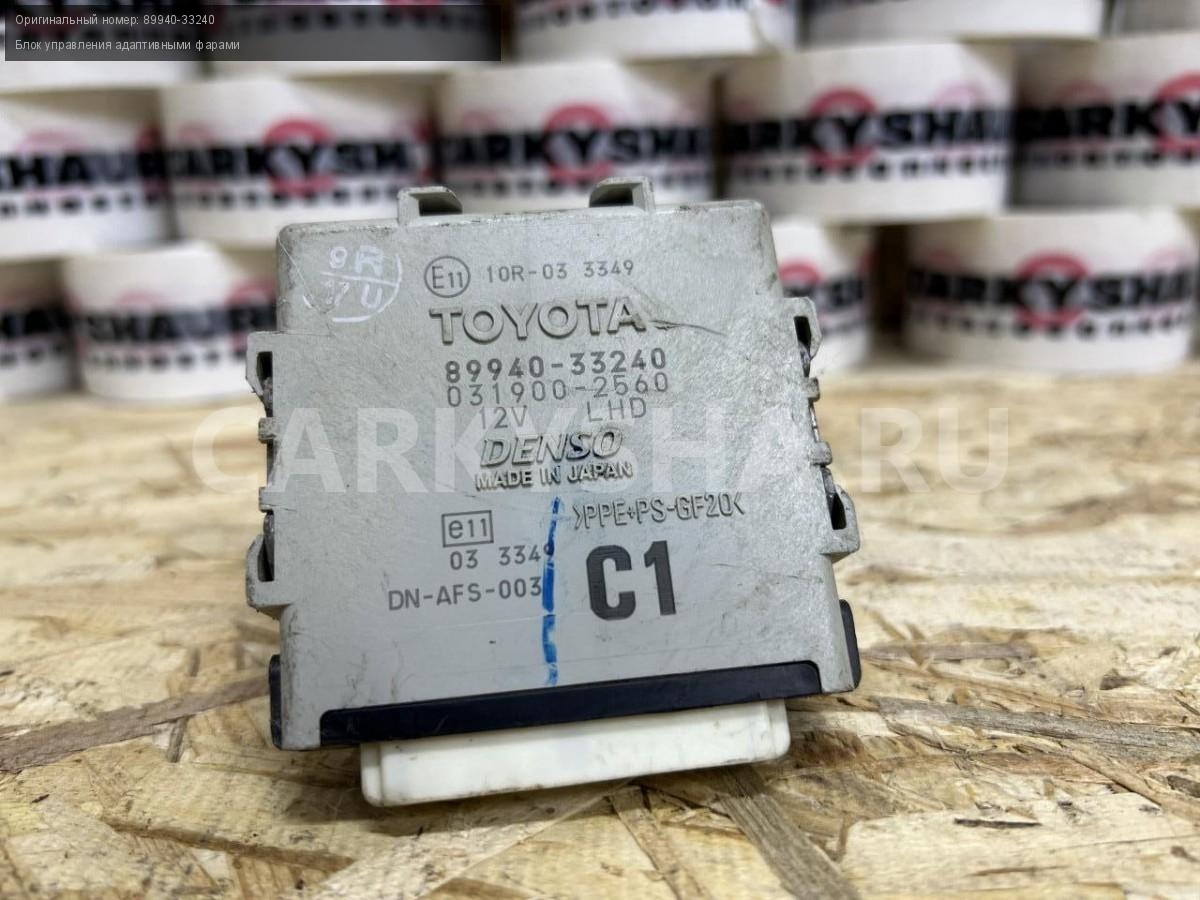 Оригинальный номер: 89940-33240
Блок управления адаптивными фарами
CARKYSHA
E11 10R-03 3349
TOYOTA
89940-33240
031900-2560
12V LHD
DENSO
MADE IN JAPAN
CARKYSHA.RU
>PPE+PS-GF20<
e11
03 3349
DN-AFS-003
C1